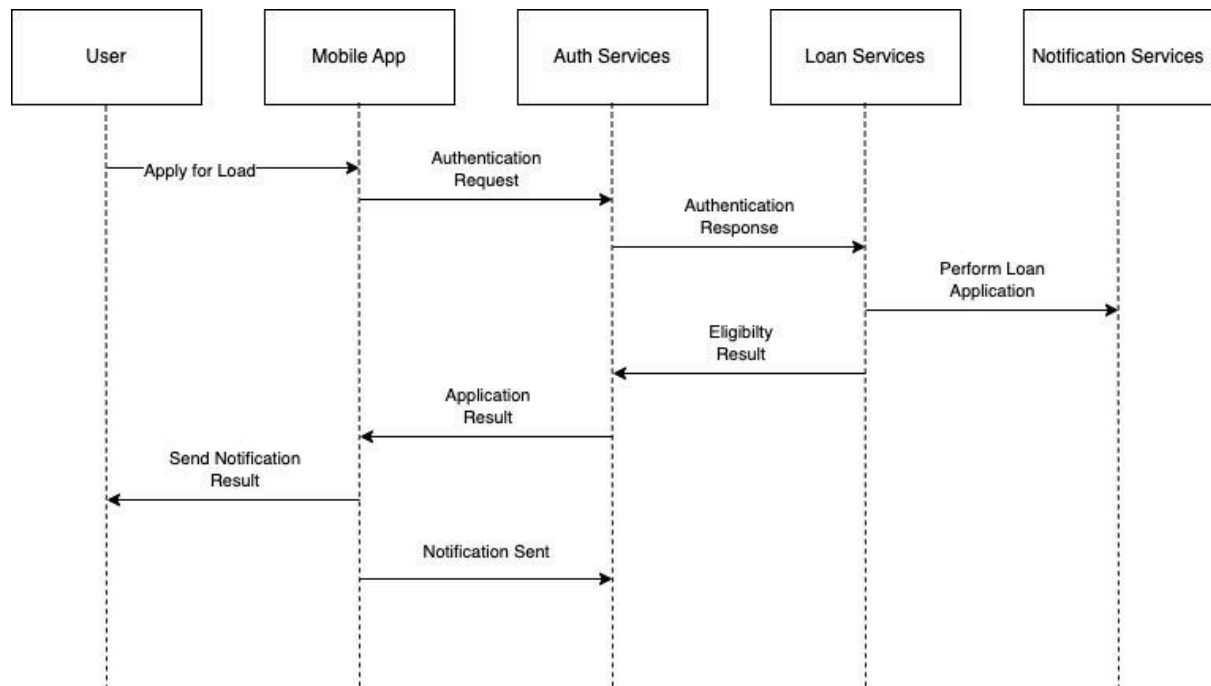 User
Mobile App
Auth Services
Loan Services
Notification Services
Apply for Load
Authentication
Request
Authentication
Response
Perform Loan
Application
Eligibilty
Result
Application
Result
Send Notification
Result
Notification Sent